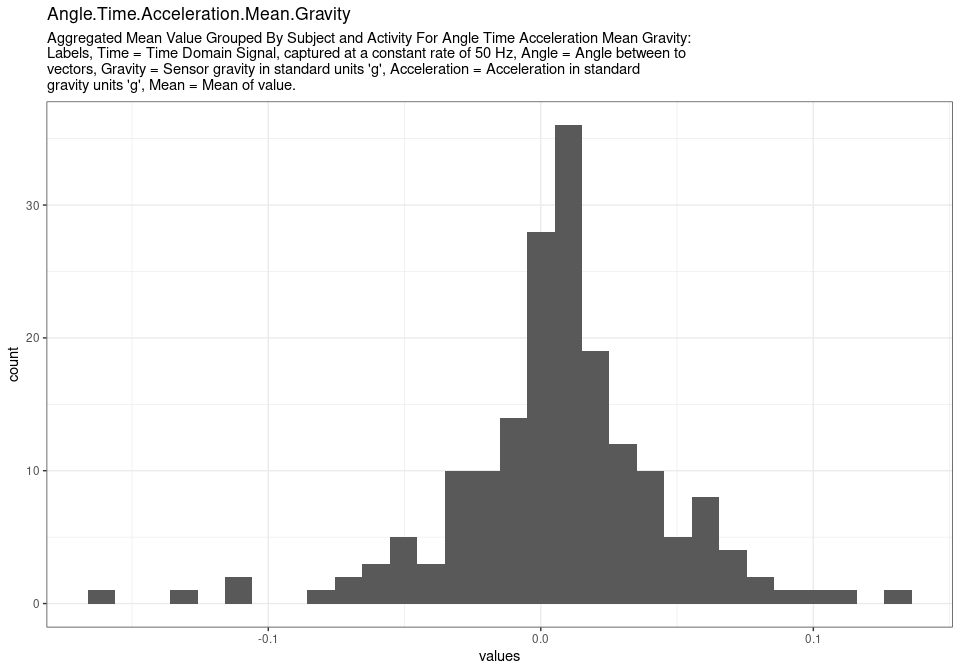 Angle.Time.Acceleration.Mean.Gravity
Aggregated Mean Value Grouped By Subject and Activity For Angle Time Acceleration Mean Gravity:
Labels, Time = Time Domain Signal, captured at a constant rate of 50 Hz, Angle = Angle between to
vectors, Gravity = Sensor gravity in standard units 'g', Acceleration = Acceleration in standard
gravity units 'g', Mean = Mean of value.
30
20
10
0
count
-0.1
0.0
0.1
values